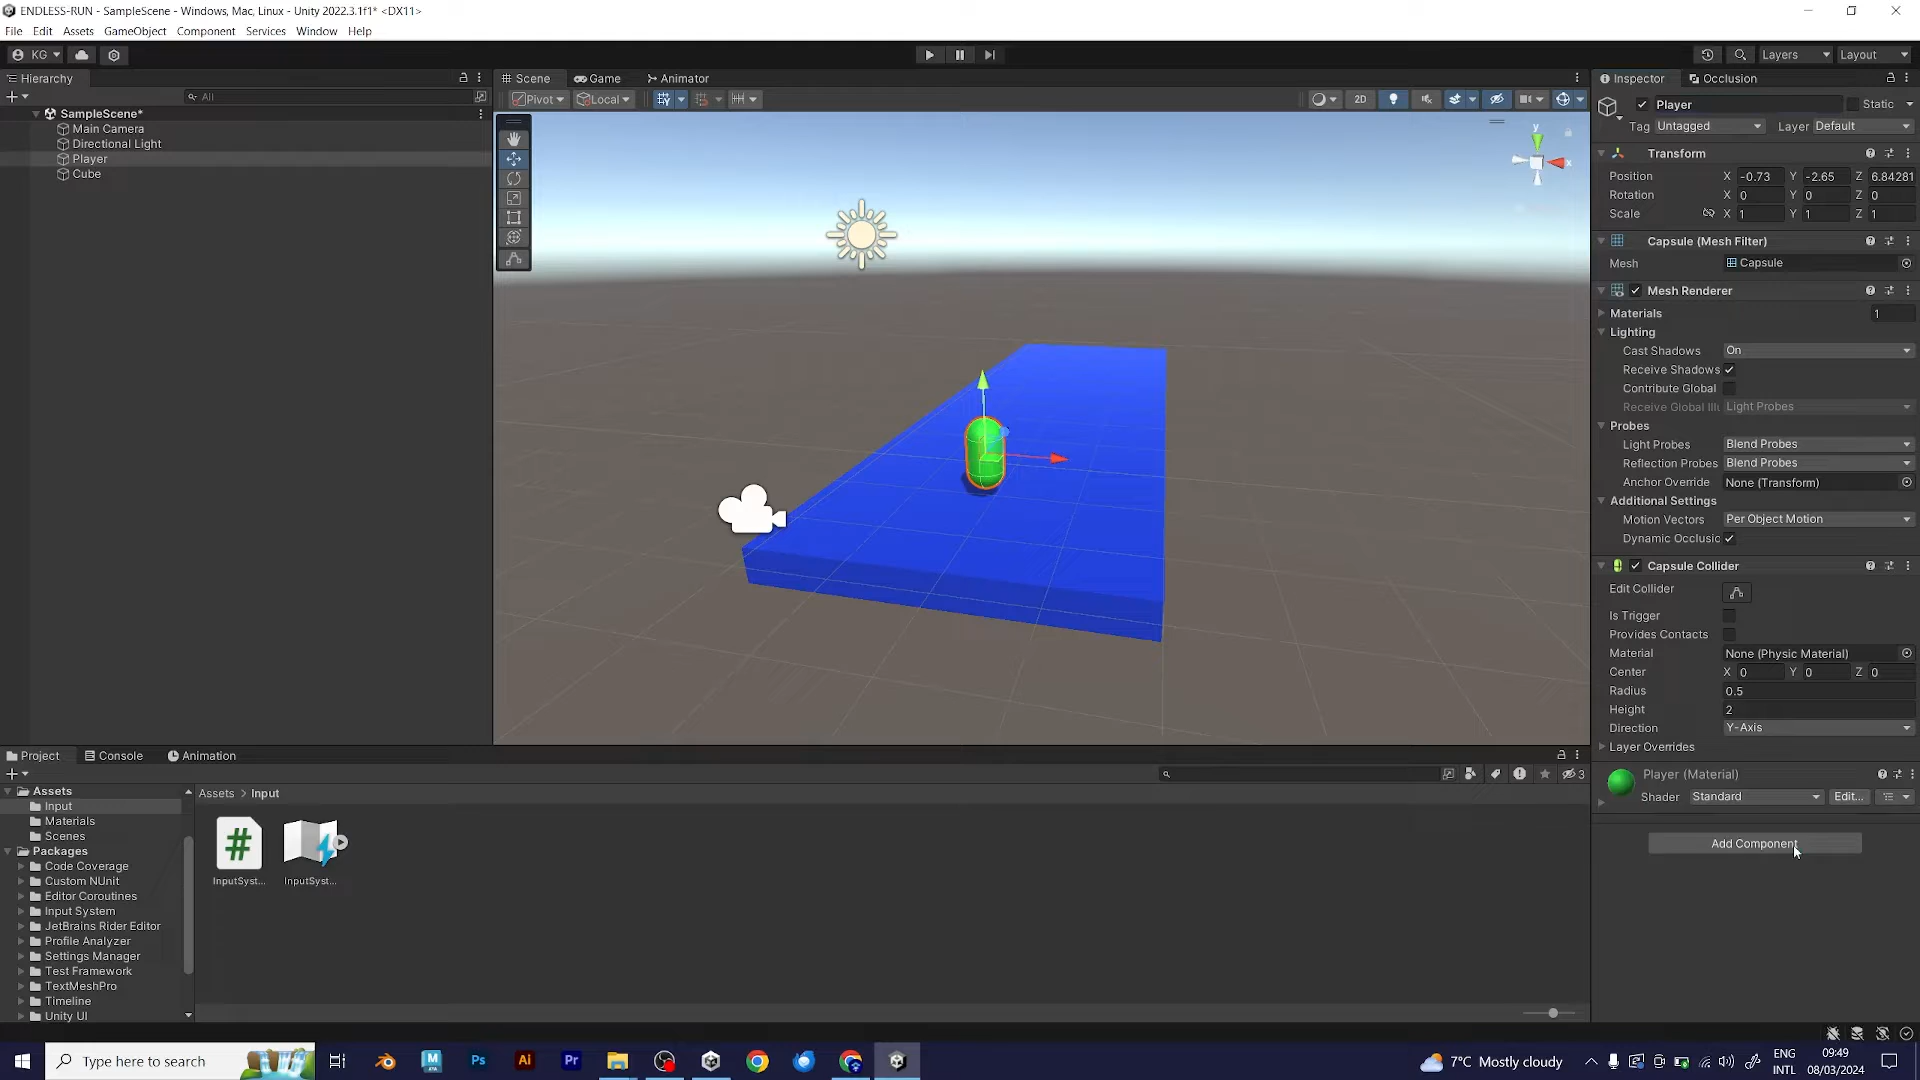 ENDLESS-RUN - SampleScene - Windows, Mac, Linux - Unity 2022.3.1f1* <DX11>
File Edit Assets GameObject Component Services Window Help
KG Layers Layout
Hierarchy
All
SampleScene*
Main Camera
Directional Light
Player
Cube
Scene Game Animator
Pivot Local 2D
y
x
Inspector Occlusion
Player Static
Tag Untagged Layer Default
Transform
Position X -0.73 Y -2.65 Z 6.84281
Rotation X 0 Y 0 Z 0
Scale X 1 Y 1 Z 1
Capsule (Mesh Filter)
Mesh Capsule
Mesh Renderer
Materials 1
Lighting
Cast Shadows On
Receive Shadows
Contribute Global
Receive Global Illu Light Probes
Probes
Light Probes Blend Probes
Reflection Probes Blend Probes
Anchor Override None (Transform)
Additional Settings
Motion Vectors Per Object Motion
Dynamic Occlusic
Capsule Collider
Edit Collider
Is Trigger
Provides Contacts
Material None (Physic Material)
Center X 0 Y 0 Z 0
Radius 0.5
Height 2
Direction Y-Axis
Layer Overrides
Player (Material)
Shader Standard Edit...
Add Component
Project Console Animation
3
Assets
Input
Materials
Scenes
Packages
Code Coverage
Custom NUnit
Editor Coroutines
Input System
JetBrains Rider Editor
Profile Analyzer
Settings Manager
Test Framework
TextMeshPro
Timeline
Unity UI
Assets > Input
#
InputSyst... InputSyst...
Type here to search
M
Ps Ai Pr
7°C Mostly cloudy
ENG
INTL
09:49
08/03/2024